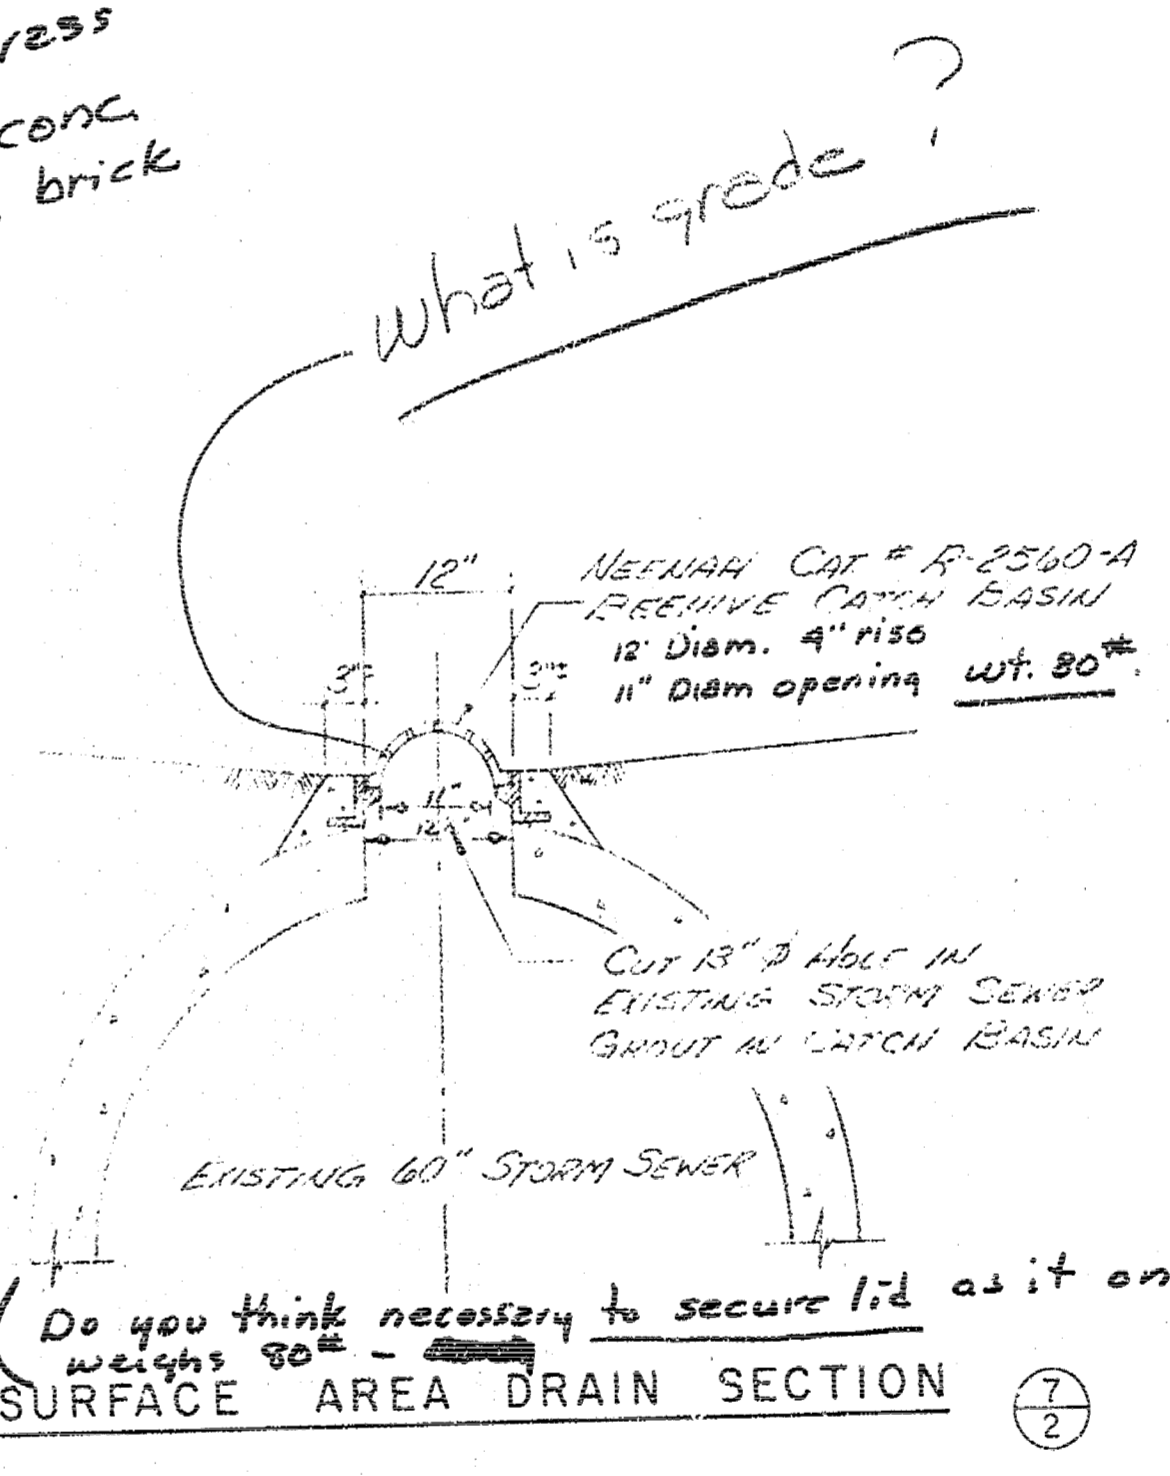 conc
brick
What is grade?
12"
NEENAH CAT # R-2560-A
BEEHIVE CATCH BASIN
12" Diam. 4" rise
11" Diam opening wt. 80#.
3"±
3"±
11"
12"
CUT 13" Ø HOLE IN
EXISTING STORM SEWER
GROUT IN CATCH BASIN
EXISTING 60" STORM SEWER
Do you think necessary to secure lid as it on
weighs 80# -
SURFACE AREA DRAIN SECTION
7
2